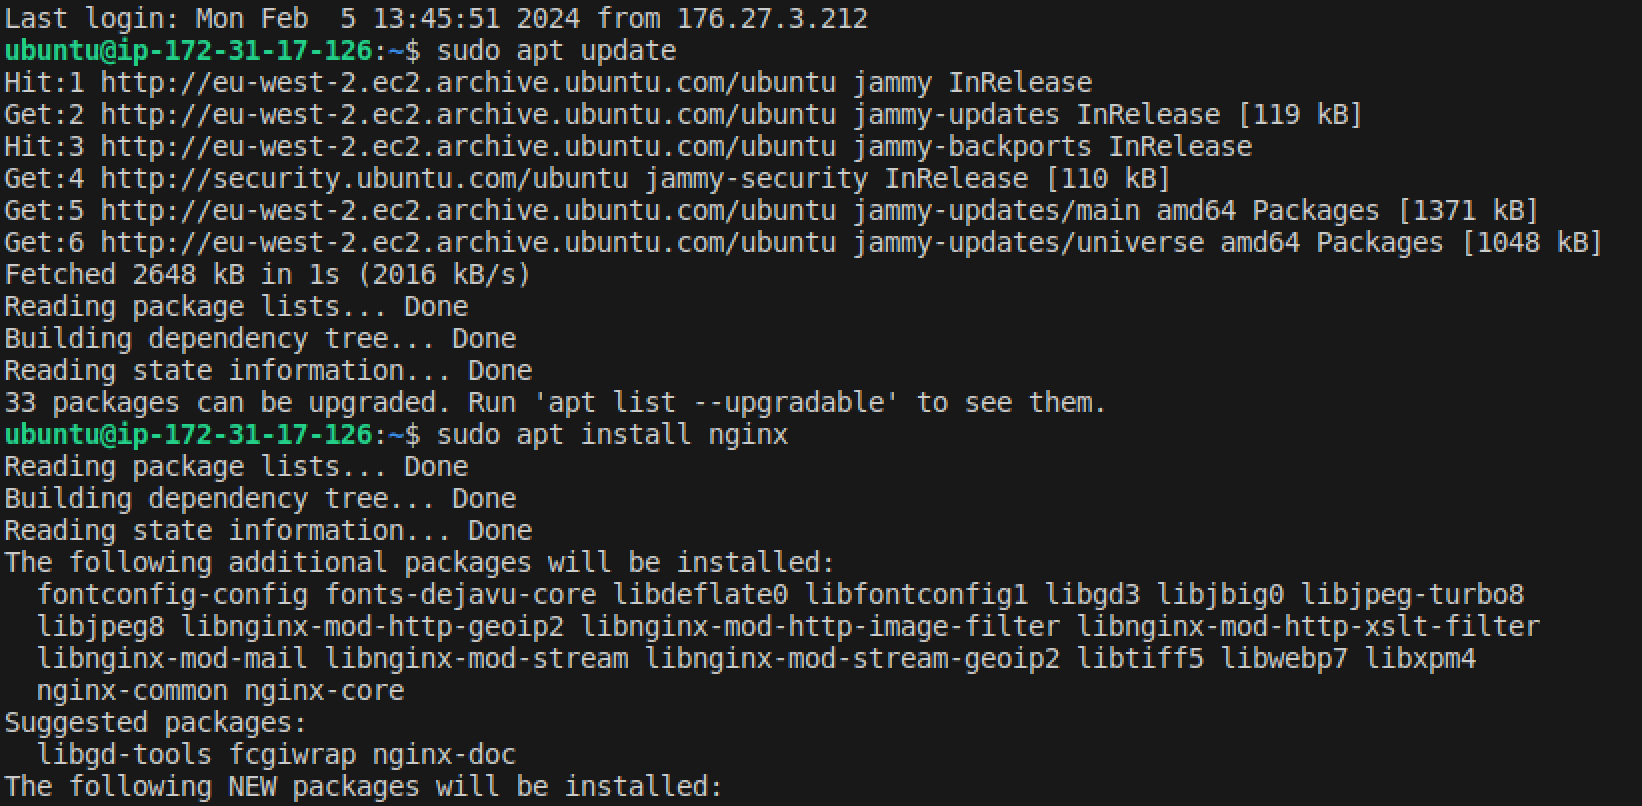 Last login: Mon Feb  5 13:45:51 2024 from 176.27.3.212
ubuntu@ip-172-31-17-126:~$ sudo apt update
Hit:1 http://eu-west-2.ec2.archive.ubuntu.com/ubuntu jammy InRelease
Get:2 http://eu-west-2.ec2.archive.ubuntu.com/ubuntu jammy-updates InRelease [119 kB]
Hit:3 http://eu-west-2.ec2.archive.ubuntu.com/ubuntu jammy-backports InRelease
Get:4 http://security.ubuntu.com/ubuntu jammy-security InRelease [110 kB]
Get:5 http://eu-west-2.ec2.archive.ubuntu.com/ubuntu jammy-updates/main amd64 Packages [1371 kB]
Get:6 http://eu-west-2.ec2.archive.ubuntu.com/ubuntu jammy-updates/universe amd64 Packages [1048 kB]
Fetched 2648 kB in 1s (2016 kB/s)
Reading package lists... Done
Building dependency tree... Done
Reading state information... Done
33 packages can be upgraded. Run 'apt list --upgradable' to see them.
ubuntu@ip-172-31-17-126:~$ sudo apt install nginx
Reading package lists... Done
Building dependency tree... Done
Reading state information... Done
The following additional packages will be installed:
  fontconfig-config fonts-dejavu-core libdeflate0 libfontconfig1 libgd3 libjbig0 libjpeg-turbo8
  libjpeg8 libnginx-mod-http-geoip2 libnginx-mod-http-image-filter libnginx-mod-http-xslt-filter
  libnginx-mod-mail libnginx-mod-stream libnginx-mod-stream-geoip2 libtiff5 libwebp7 libxpm4
  nginx-common nginx-core
Suggested packages:
  libgd-tools fcgiwrap nginx-doc
The following NEW packages will be installed: